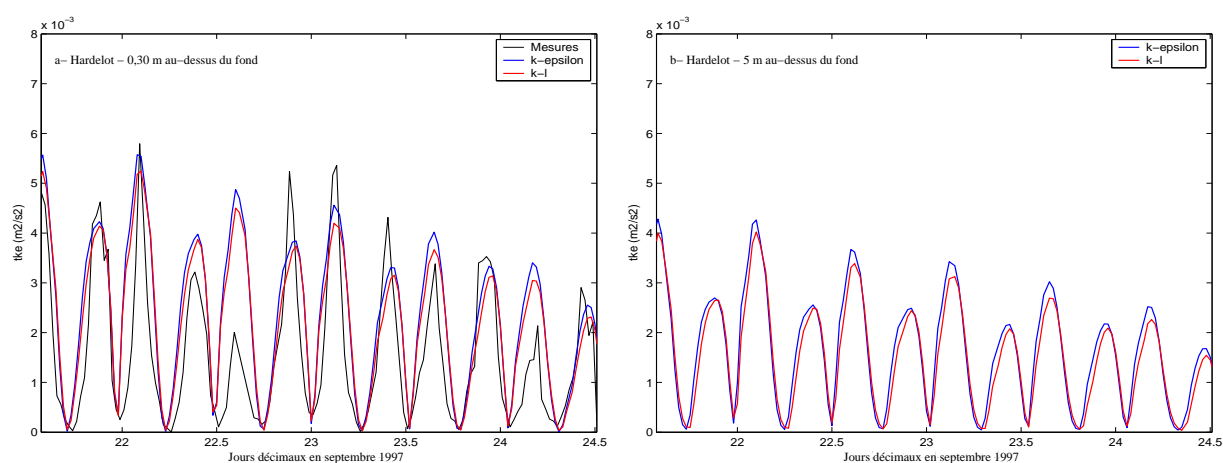 x 10⁻³
8
7
6
5
4
3
2
1
0
tke (m2/s2)
a– Hardelot – 0,30 m au–dessus du fond
Mesures
k–epsilon
k–l
22
22.5
23
23.5
24
24.5
Jours décimaux en septembre 1997
x 10⁻³
8
7
6
5
4
3
2
1
0
tke (m2/s2)
b– Hardelot – 5 m au–dessus du fond
k–epsilon
k–l
22
22.5
23
23.5
24
24.5
Jours décimaux en septembre 1997